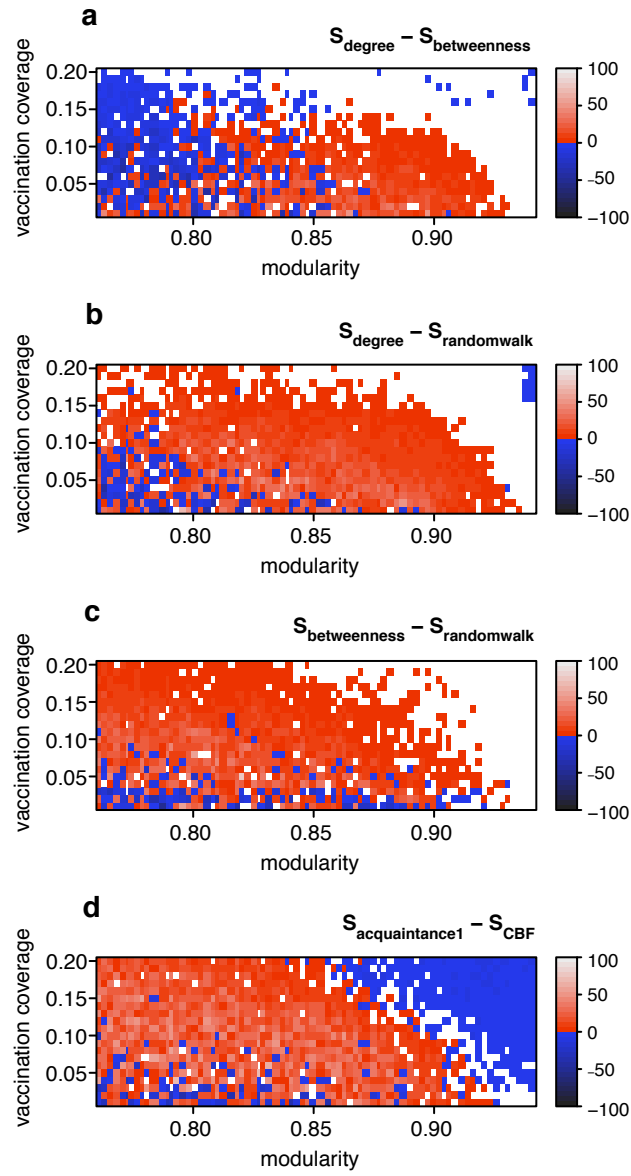 a
S_degree − S_betweenness
vaccination coverage
0.20
0.15
0.10
0.05
0.80 0.85 0.90
modularity
100
50
0
−50
−100
b
S_degree − S_randomwalk
vaccination coverage
0.20
0.15
0.10
0.05
0.80 0.85 0.90
modularity
100
50
0
−50
−100
c
S_betweenness − S_randomwalk
vaccination coverage
0.20
0.15
0.10
0.05
0.80 0.85 0.90
modularity
100
50
0
−50
−100
d
S_acquaintance1 − S_CBF
vaccination coverage
0.20
0.15
0.10
0.05
0.80 0.85 0.90
modularity
100
50
0
−50
−100